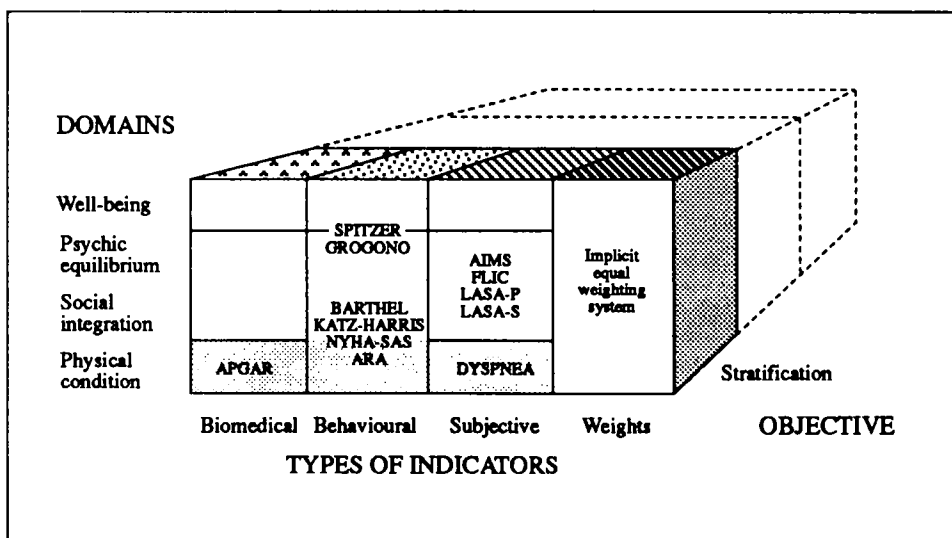 DOMAINS
Well-being
Psychic
equilibrium
Social
integration
Physical
condition
SPITZER
GROGONO
BARTHEL
KATZ-HARRIS
NYHA-SAS
ARA
APGAR
AIMS
FLIC
LASA-P
LASA-S
DYSPNEA
Implicit
equal
weighting
system
Stratification
Biomedical Behavioural Subjective Weights
OBJECTIVE
TYPES OF INDICATORS